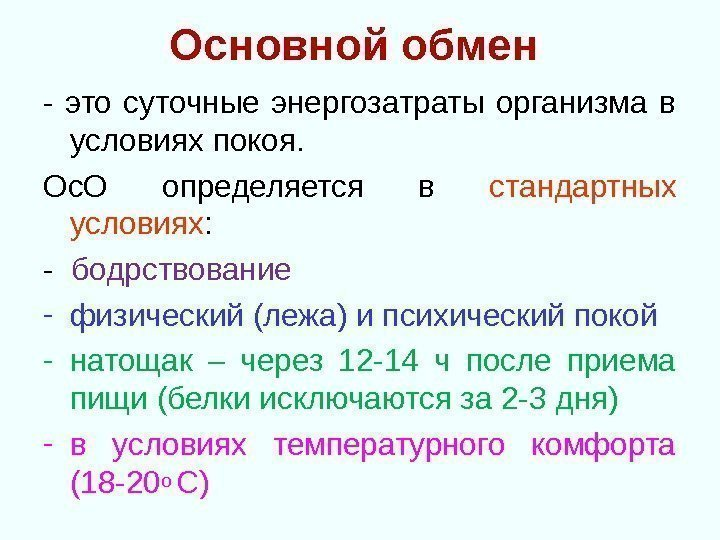 Основной обмен
- это суточные энергозатраты организма в
условиях покоя.
ОсО определяется в стандартных
условиях:
- бодрствование
- физический (лежа) и психический покой
- натощак – через 12-14 ч после приема
пищи (белки исключаются за 2-3 дня)
- в условиях температурного комфорта
(18-20º С)